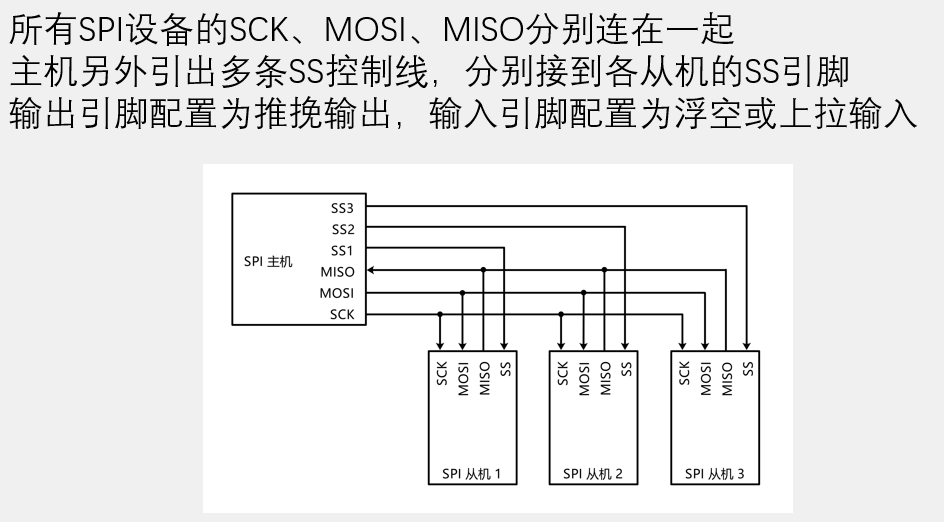 所有SPI设备的SCK、MOSI、MISO分别连在一起
主机另外引出多条SS控制线，分别接到各从机的SS引脚
输出引脚配置为推挽输出，输入引脚配置为浮空或上拉输入
SS3
SS2
SS1
SPI 主机
MISO
MOSI
SCK
SCK MOSI MISO SS
SCK MOSI MISO SS
SCK MOSI MISO SS
SPI 从机 1
SPI 从机 2
SPI 从机 3